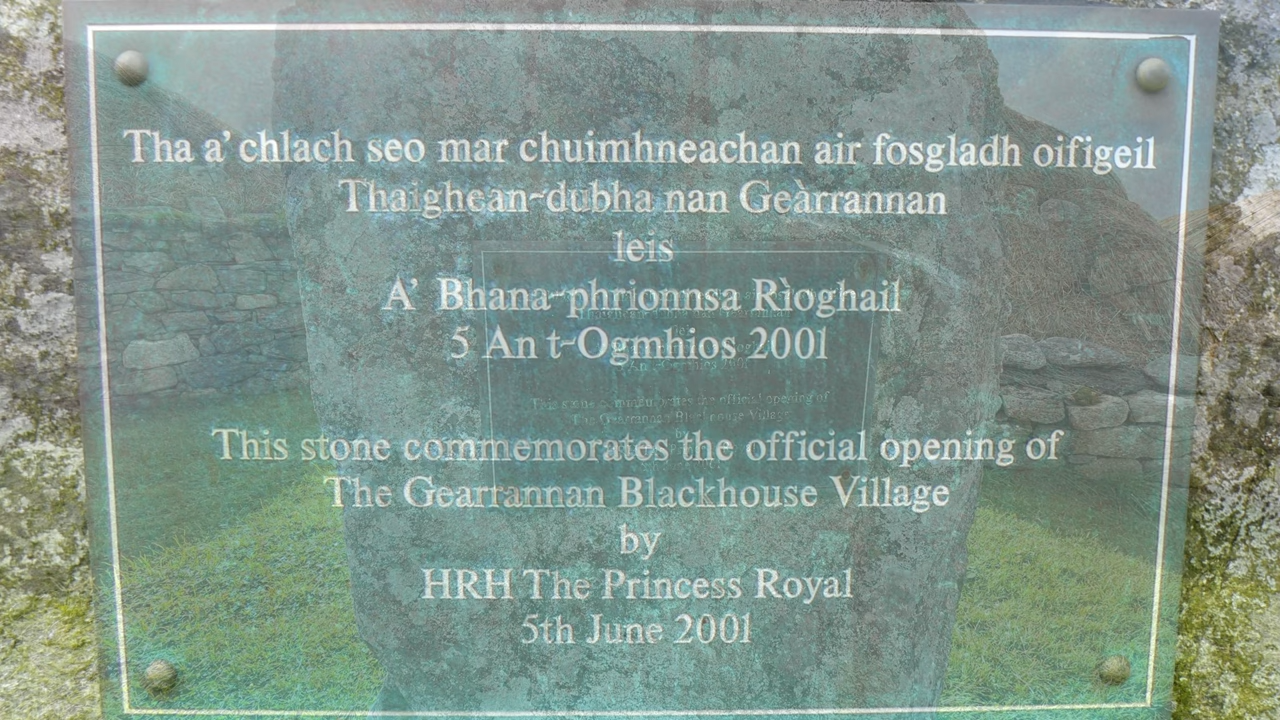 Tha a' chlach seo mar chuimhneachan air fosgladh oifigeil
Thaighean-dubha nan Geàrrannan
leis
A' Bhana-phrionnsa Rìoghail
5 An t-Ogmhios 2001
This stone commemorates the official opening of
The Gearrannan Blackhouse Village
by
HRH The Princess Royal
5th June 2001